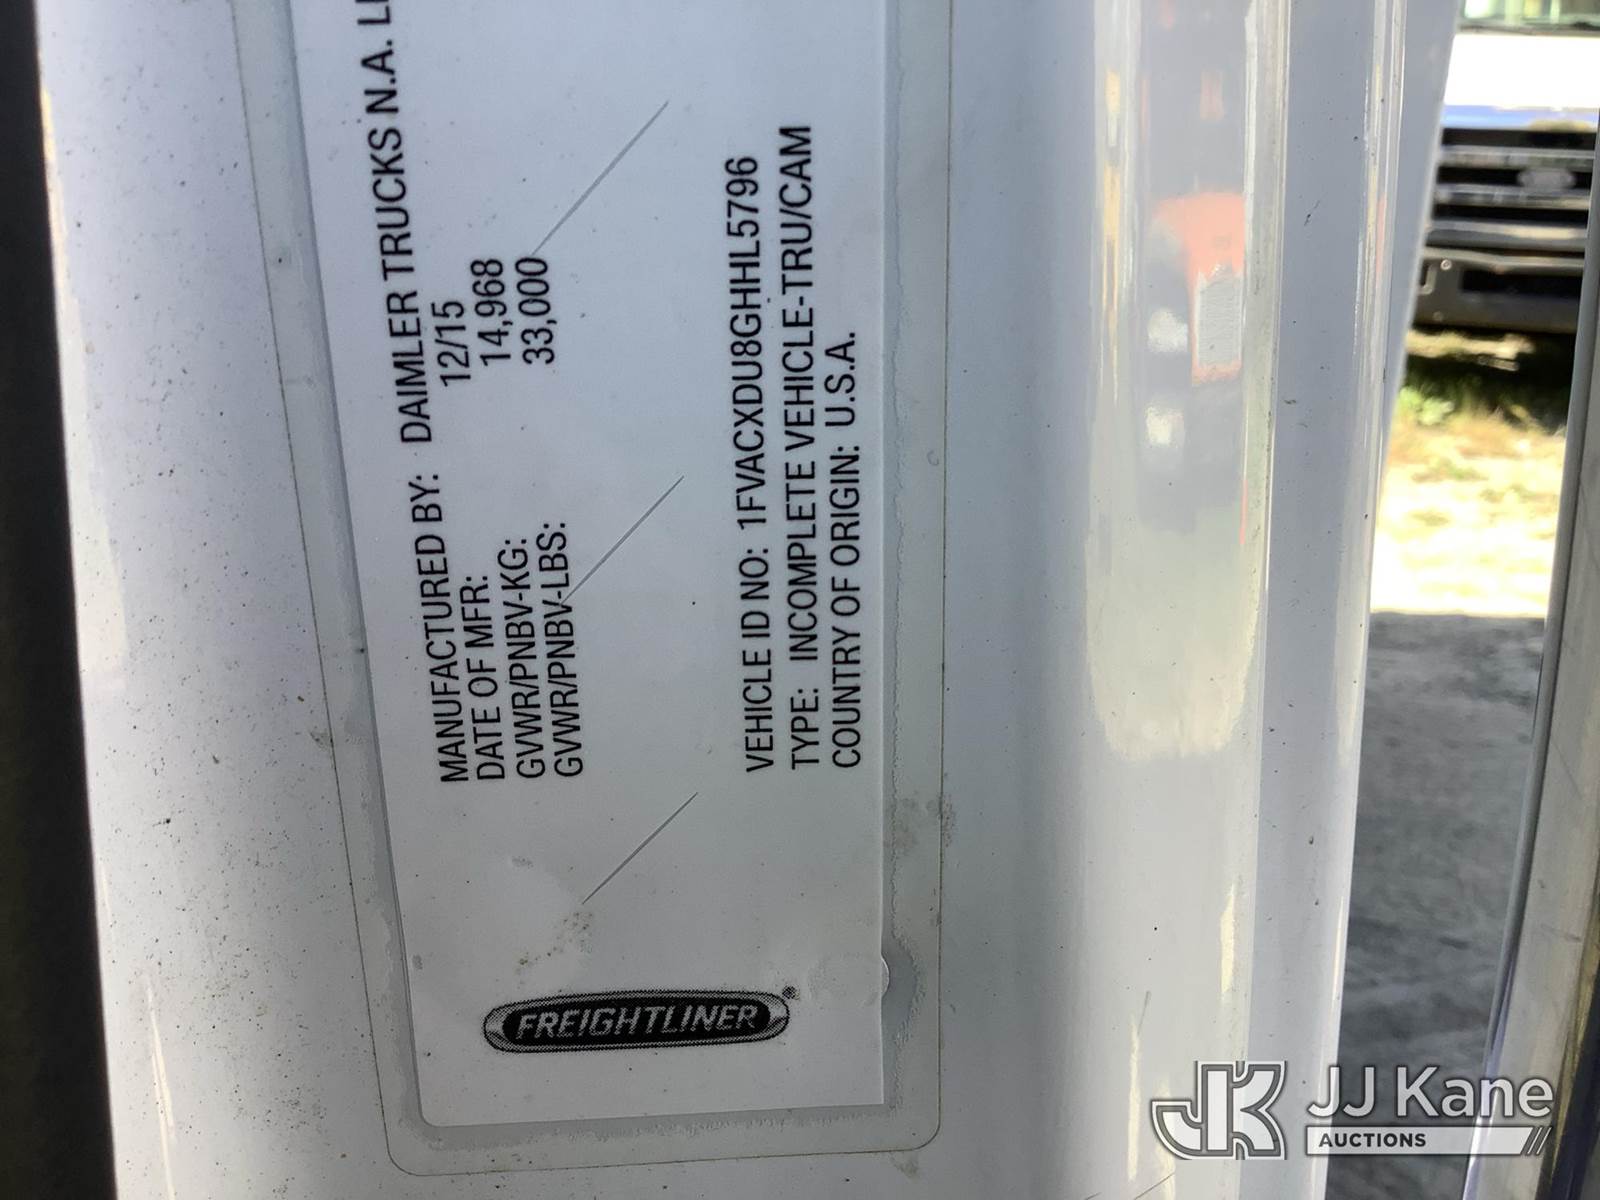 MANUFACTURED BY: DAIMLER TRUCKS N.A.
DATE OF MFR: 12/15
GVWR/PNBV-KG: 14,968
GVWR/PNBV-LBS: 33,000
VEHICLE ID NO: 1FVACXDU8GHHL5796
TYPE: INCOMPLETE VEHICLE-TRU/CAM
COUNTRY OF ORIGIN: U.S.A.
FREIGHTLINER®
JK JJ Kane
AUCTIONS